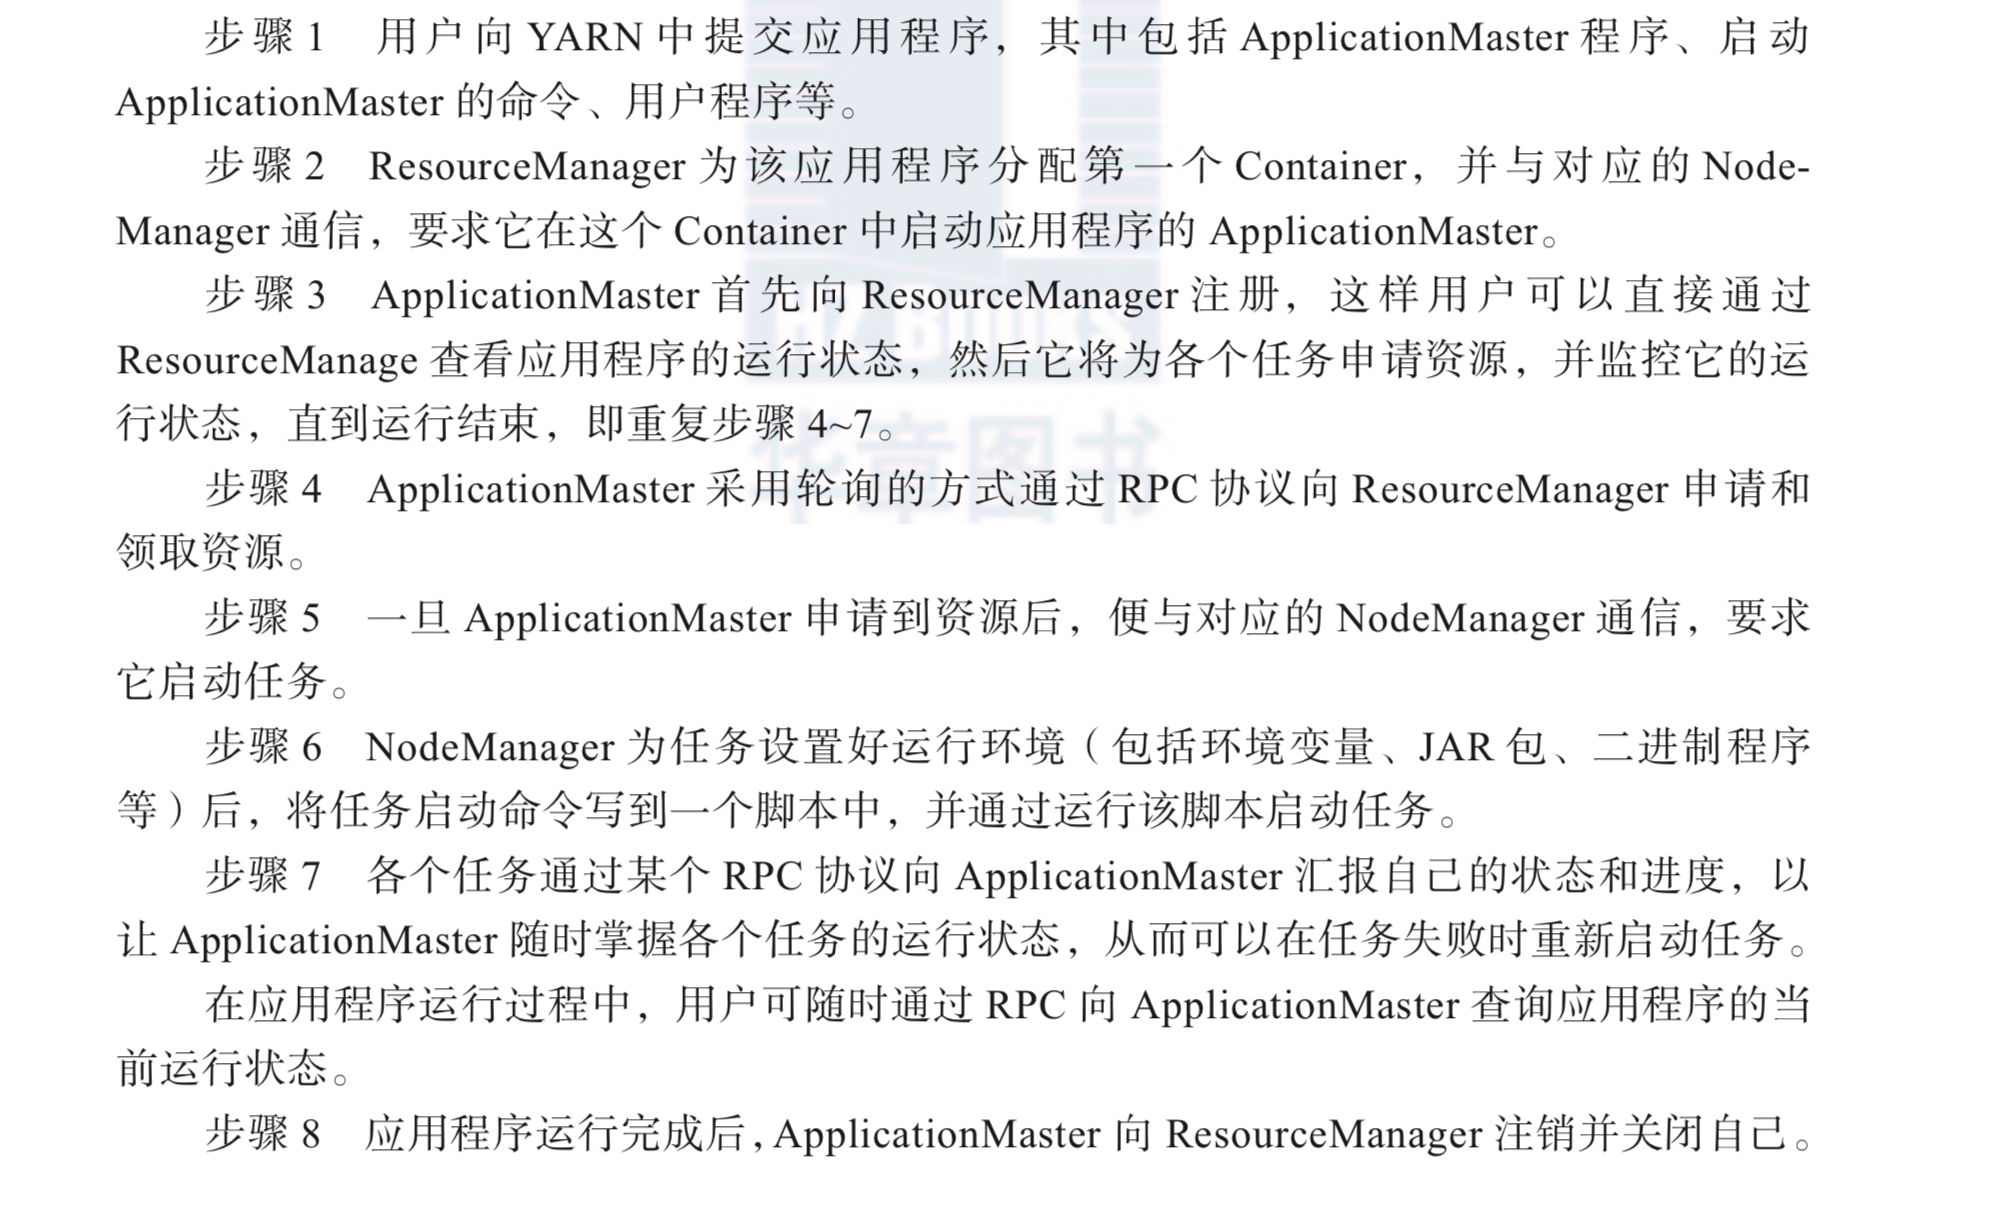 步骤 1 用户向 YARN 中提交应用程序，其中包括 ApplicationMaster 程序、启动
ApplicationMaster 的命令、用户程序等。
步骤 2 ResourceManager 为该应用程序分配第一个 Container，并与对应的 Node-
Manager 通信，要求它在这个 Container 中启动应用程序的 ApplicationMaster。
步骤 3 ApplicationMaster 首先向 ResourceManager 注册，这样用户可以直接通过
ResourceManage 查看应用程序的运行状态，然后它将为各个任务申请资源，并监控它的运
行状态，直到运行结束，即重复步骤 4~7。
步骤 4 ApplicationMaster 采用轮询的方式通过 RPC 协议向 ResourceManager 申请和
领取资源。
步骤 5 一旦 ApplicationMaster 申请到资源后，便与对应的 NodeManager 通信，要求
它启动任务。
步骤 6 NodeManager 为任务设置好运行环境（包括环境变量、JAR 包、二进制程序
等）后，将任务启动命令写到一个脚本中，并通过运行该脚本启动任务。
步骤 7 各个任务通过某个 RPC 协议向 ApplicationMaster 汇报自己的状态和进度，以
让 ApplicationMaster 随时掌握各个任务的运行状态，从而可以在任务失败时重新启动任务。
在应用程序运行过程中，用户可随时通过 RPC 向 ApplicationMaster 查询应用程序的当
前运行状态。
步骤 8 应用程序运行完成后，ApplicationMaster 向 ResourceManager 注销并关闭自己。
HZ BOOKS
华章图书